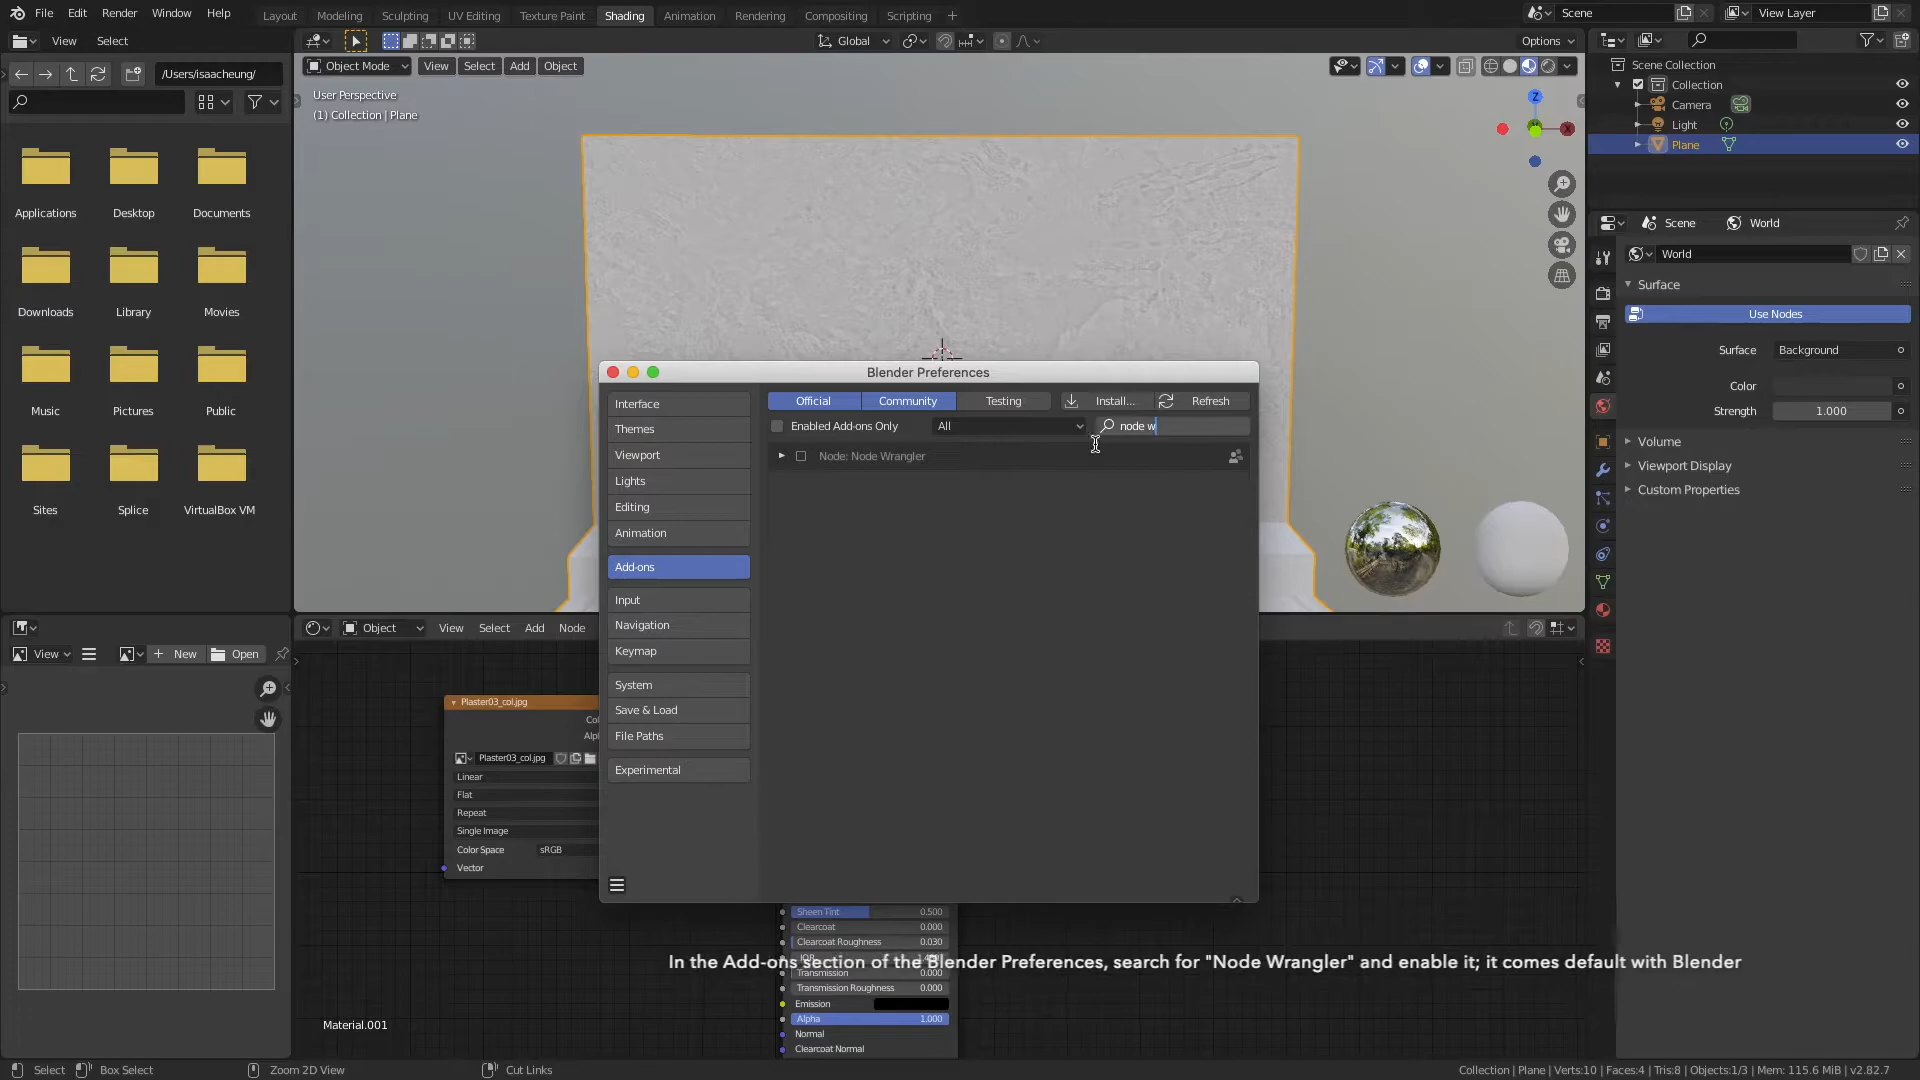 File Edit Render Window Help
Layout Modeling Sculpting UV Editing Texture Paint Shading Animation Rendering Compositing Scripting
Scene
View Layer
View Select
Global
Options
/Users/isaaccheung/
Object Mode View Select Add Object
User Perspective
(1) Collection | Plane
Applications Desktop Documents
Downloads Library Movies
Music Pictures Public
Sites Splice VirtualBox VM
Z
X
Scene Collection
Collection
Camera
Light
Plane
Scene World
World
Surface
Use Nodes
Surface Background
Color
Strength 1.000
Volume
Viewport Display
Custom Properties
Blender Preferences
Interface
Themes
Viewport
Lights
Editing
Animation
Add-ons
Input
Navigation
Keymap
System
Save & Load
File Paths
Experimental
Official Community Testing Install... Refresh
Enabled Add-ons Only All node w
Node: Node Wrangler
Object View Select Add Node
View New Open
Plaster03_col.jpg
Col
Alph
Plaster03_col.jpg
Linear
Flat
Repeat
Single Image
Color Space sRGB
Vector
Sheen Tint 0.500
Clearcoat 0.000
Clearcoat Roughness 0.030
In the Add-ons section of the Blender Preferences, search for "Node Wrangler" and enable it; it comes default with Blender
Transmission 0.000
Transmission Roughness 0.000
Emission
Alpha 1.000
Normal
Clearcoat Normal
Material.001
Select Box Select Zoom 2D View Cut Links
Collection | Plane | Verts:10 | Faces:4 | Tris:8 | Objects:1/3 | Mem: 115.6 MiB | v2.82.7